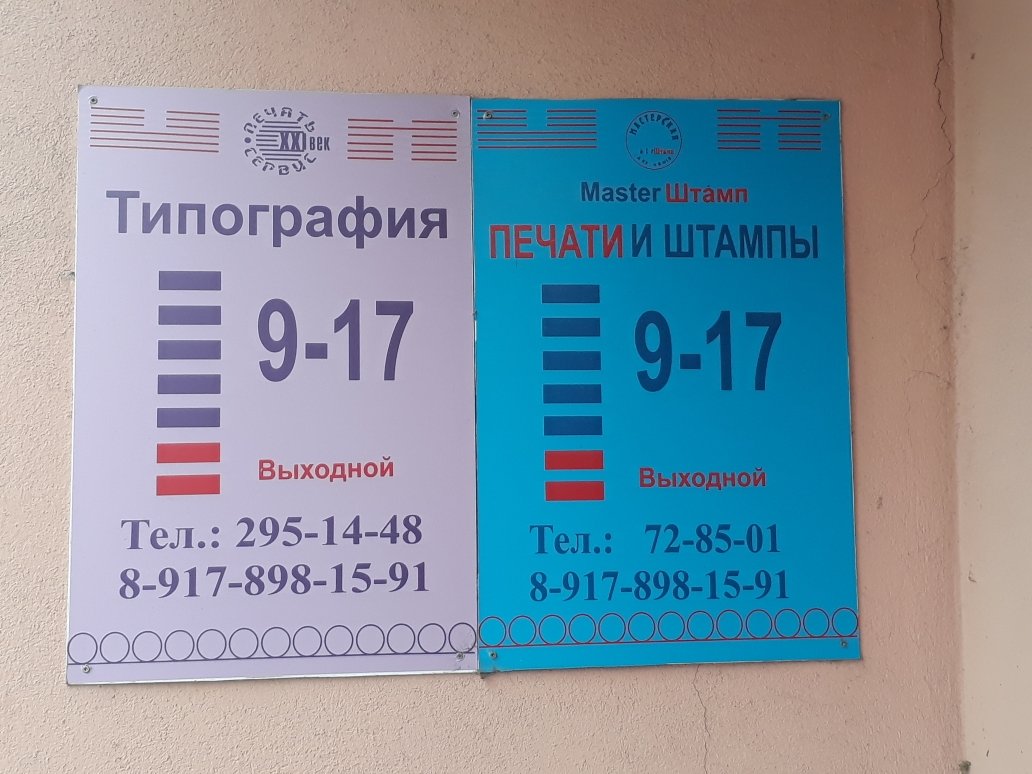 ПЕЧАТЬ
XXI век
СЕРВИС
Типография
9-17
Выходной
Тел.: 295-14-48
8-917-898-15-91
МАСТЕРСКАЯ
Master Штамп
ПЕЧАТИ И ШТАМПЫ
9-17
Выходной
Тел.: 72-85-01
8-917-898-15-91